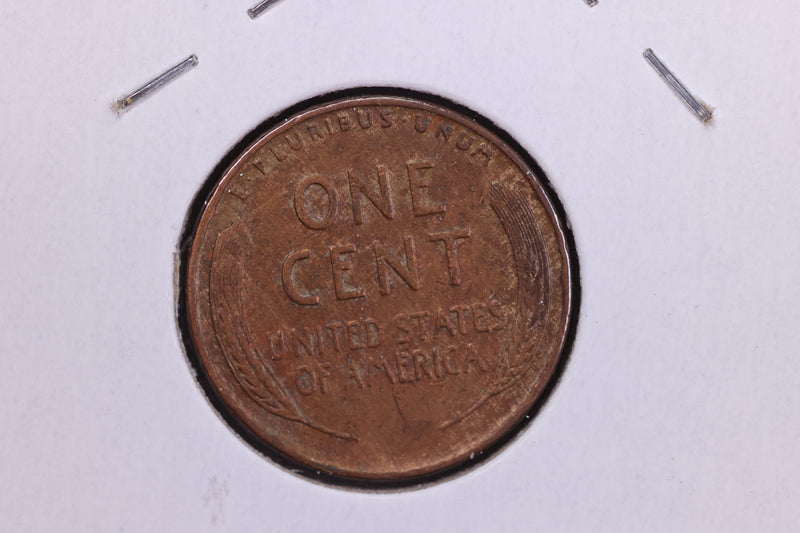 E·PLURIBUS·UNUM
ONE
CENT
UNITED STATES
OF AMERICA